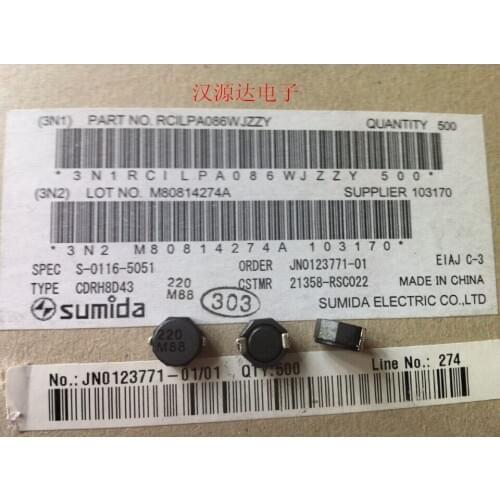 汉源达电子
(3N1) PART NO. RCILPA086WJZZY QUANTITY 500
*3N1RCILPA086WJZZY 500*
(3N2) LOT NO. M80814274A SUPPLIER 103170
*3N2 M80814274A 103170*
SPEC S-0116-5051 ORDER JN0123771-01 EIAJ C-3
TYPE CDRH8D43 220 M88 303 CSTMR 21358-RSC022 MADE IN CHINA
sumida SUMIDA ELECTRIC CO.,LTD
220
M88
No.: JN0123771-01/01 QTY:500 Line No.: 274